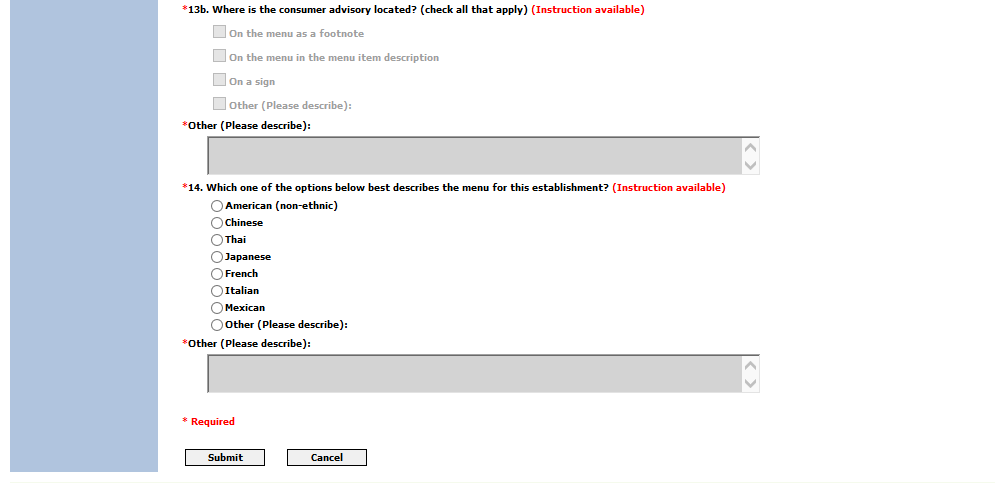 *13b. Where is the consumer advisory located? (check all that apply) (Instruction available)
On the menu as a footnote
On the menu in the menu item description
On a sign
Other (Please describe):
*Other (Please describe):
*14. Which one of the options below best describes the menu for this establishment? (Instruction available)
American (non-ethnic)
Chinese
Thai
Japanese
French
Italian
Mexican
Other (Please describe):
*Other (Please describe):
* Required
Submit Cancel